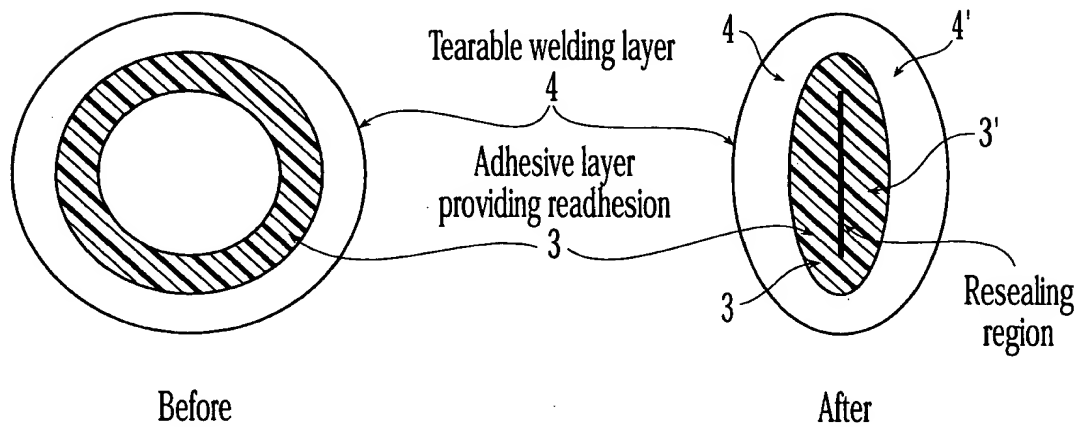 Tearable welding layer
4
Adhesive layer
providing readhesion
3
4
4'
3'
3
Resealing
region
Before
After